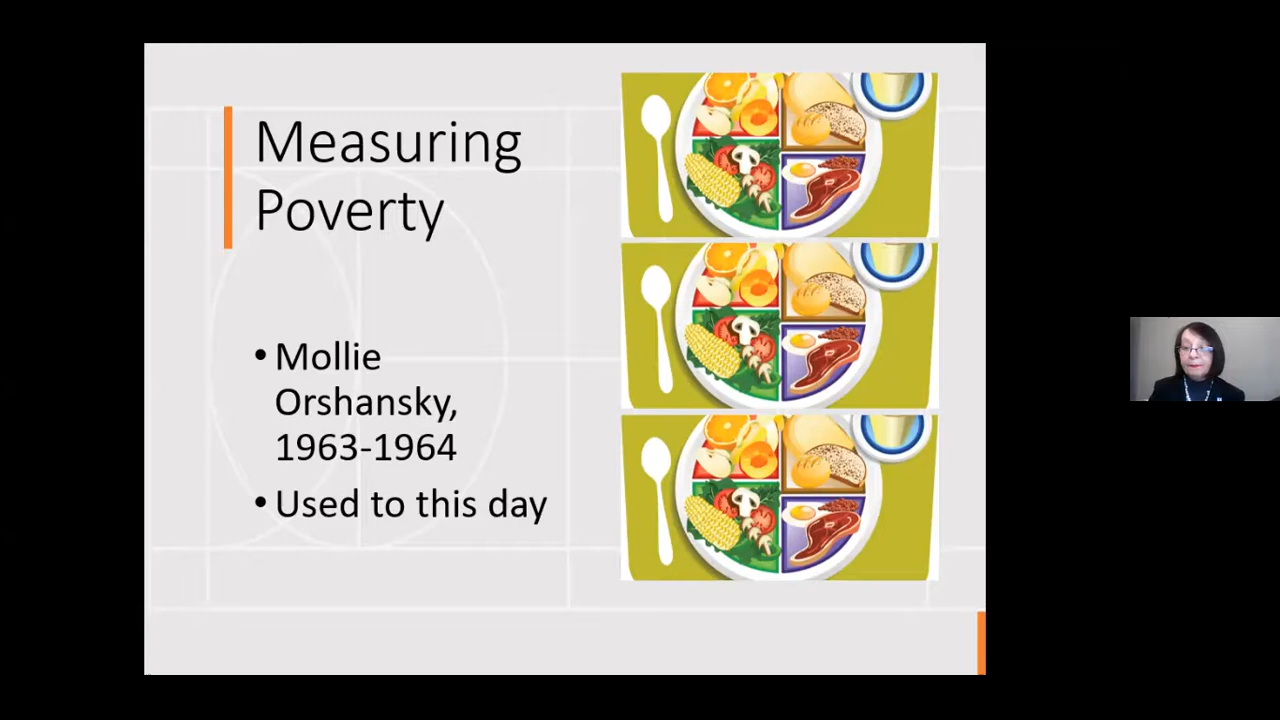 Measuring
Poverty
• Mollie
Orshansky,
1963-1964
• Used to this day